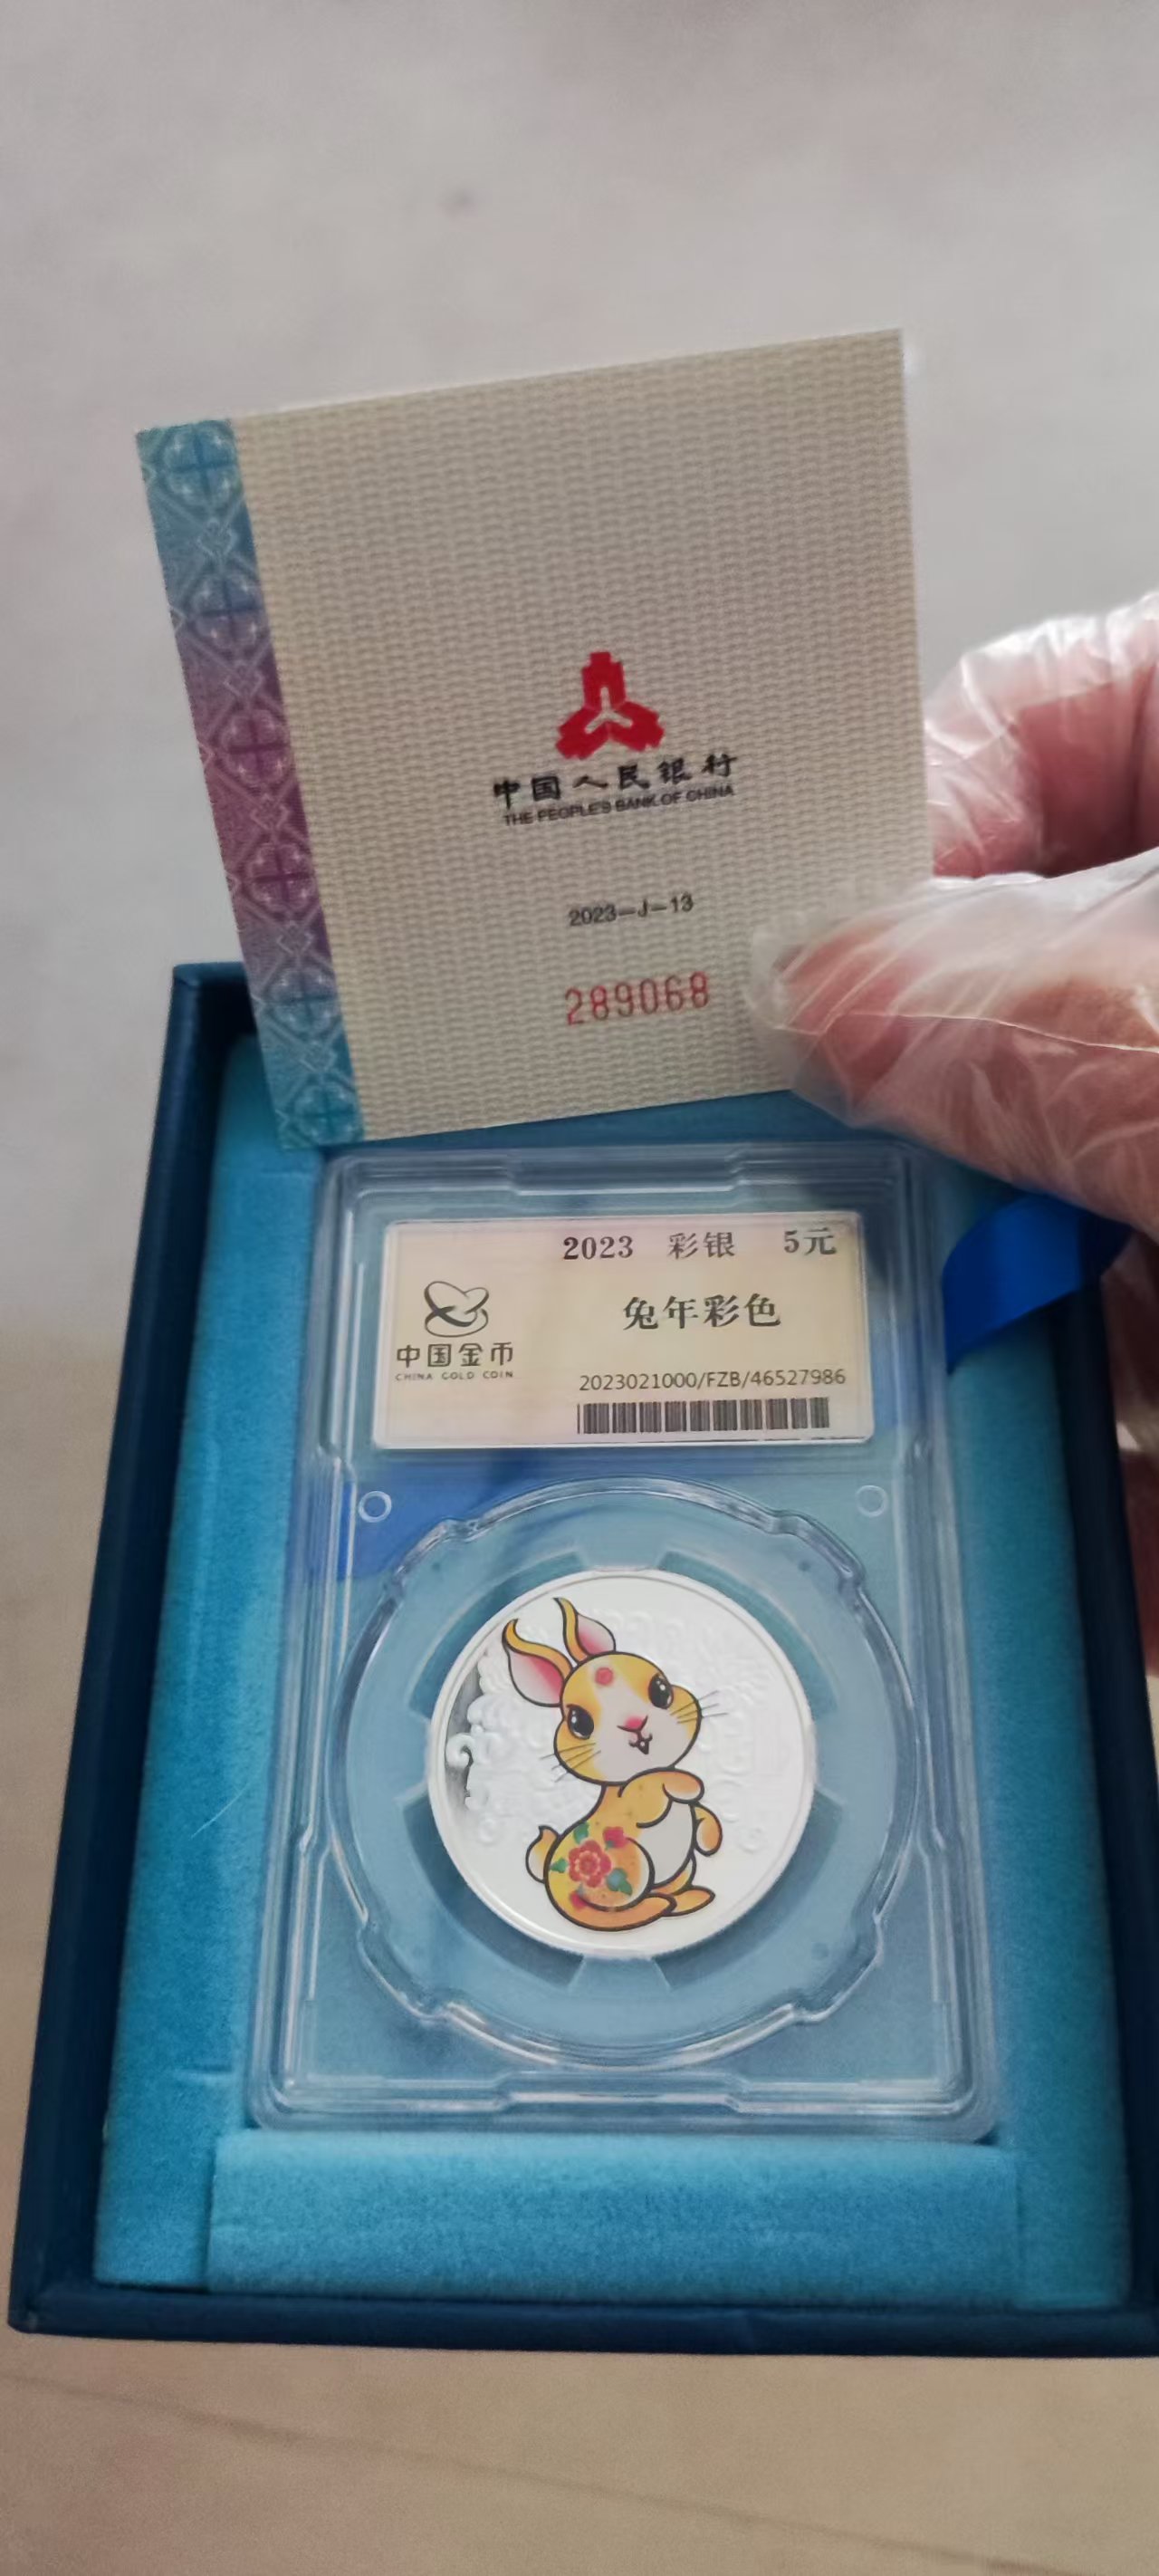 中国人民银行
THE PEOPLE'S BANK OF CHINA
2023-J-13
289068
2023 彩银 5元
兔年彩色
中国金币
CHINA GOLD COIN
2023021000/FZB/46527986